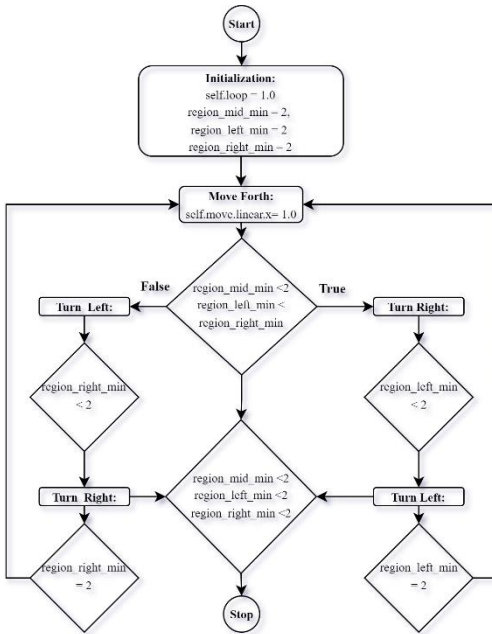 Start
Initialization:
self.loop = 1.0
region_mid_min = 2,
region_left_min = 2
region_right_min = 2
Move Forth:
self.move.linear.x= 1.0
False
region_mid_min <2
region_left_min <
region_right_min
True
Turn Left:
Turn Right:
region_right_min
< 2
region_left_min
< 2
region_mid_min <2
region_left_min <2
region_right_min <2
Turn Right:
Turn Left:
region_right_min
= 2
region_left_min
= 2
Stop